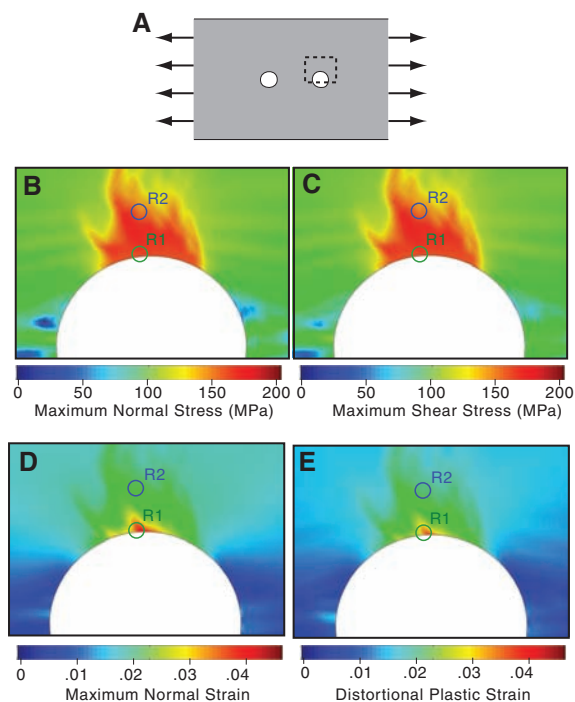 A
B
R2
R1
C
R2
R1
0 50 100 150 200
Maximum Normal Stress (MPa)
0 50 100 150 200
Maximum Shear Stress (MPa)
D
R2
R1
E
R2
R1
0 .01 .02 .03 .04
Maximum Normal Strain
0 .01 .02 .03 .04
Distortional Plastic Strain